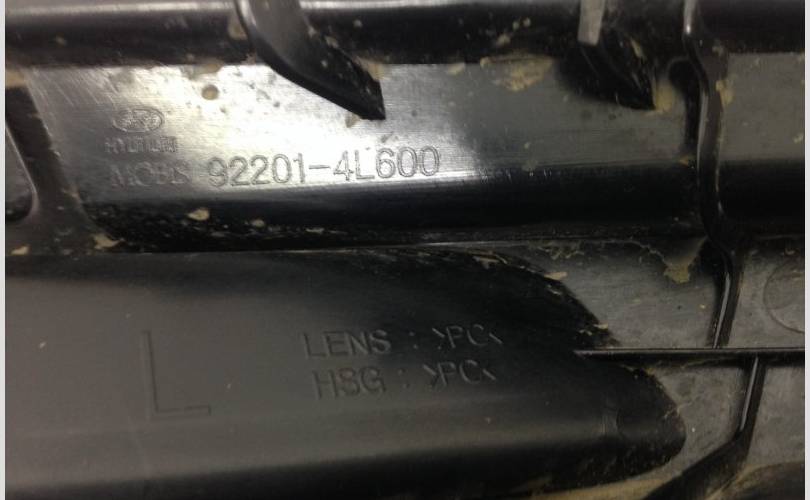 HYUNDAI
MOBIS 92201-4L600
L
LENS : >PC<
HSG : >PC<